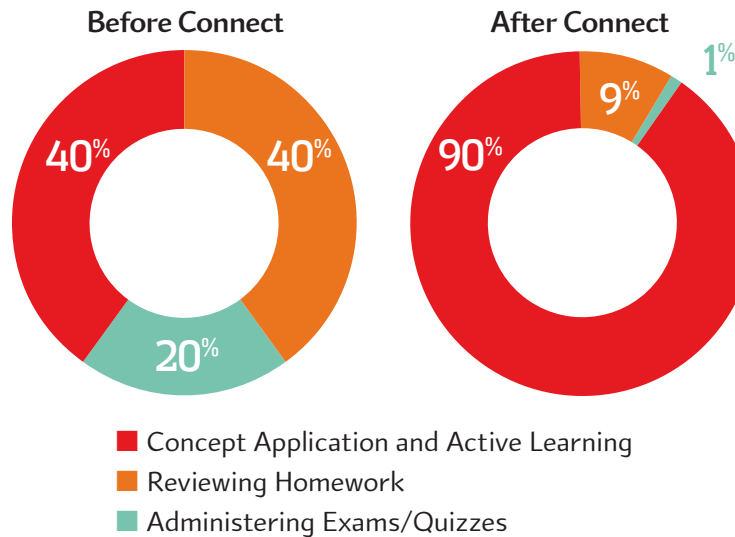 Before Connect
40%
40%
20%
After Connect
1%
9%
90%
Concept Application and Active Learning
Reviewing Homework
Administering Exams/Quizzes